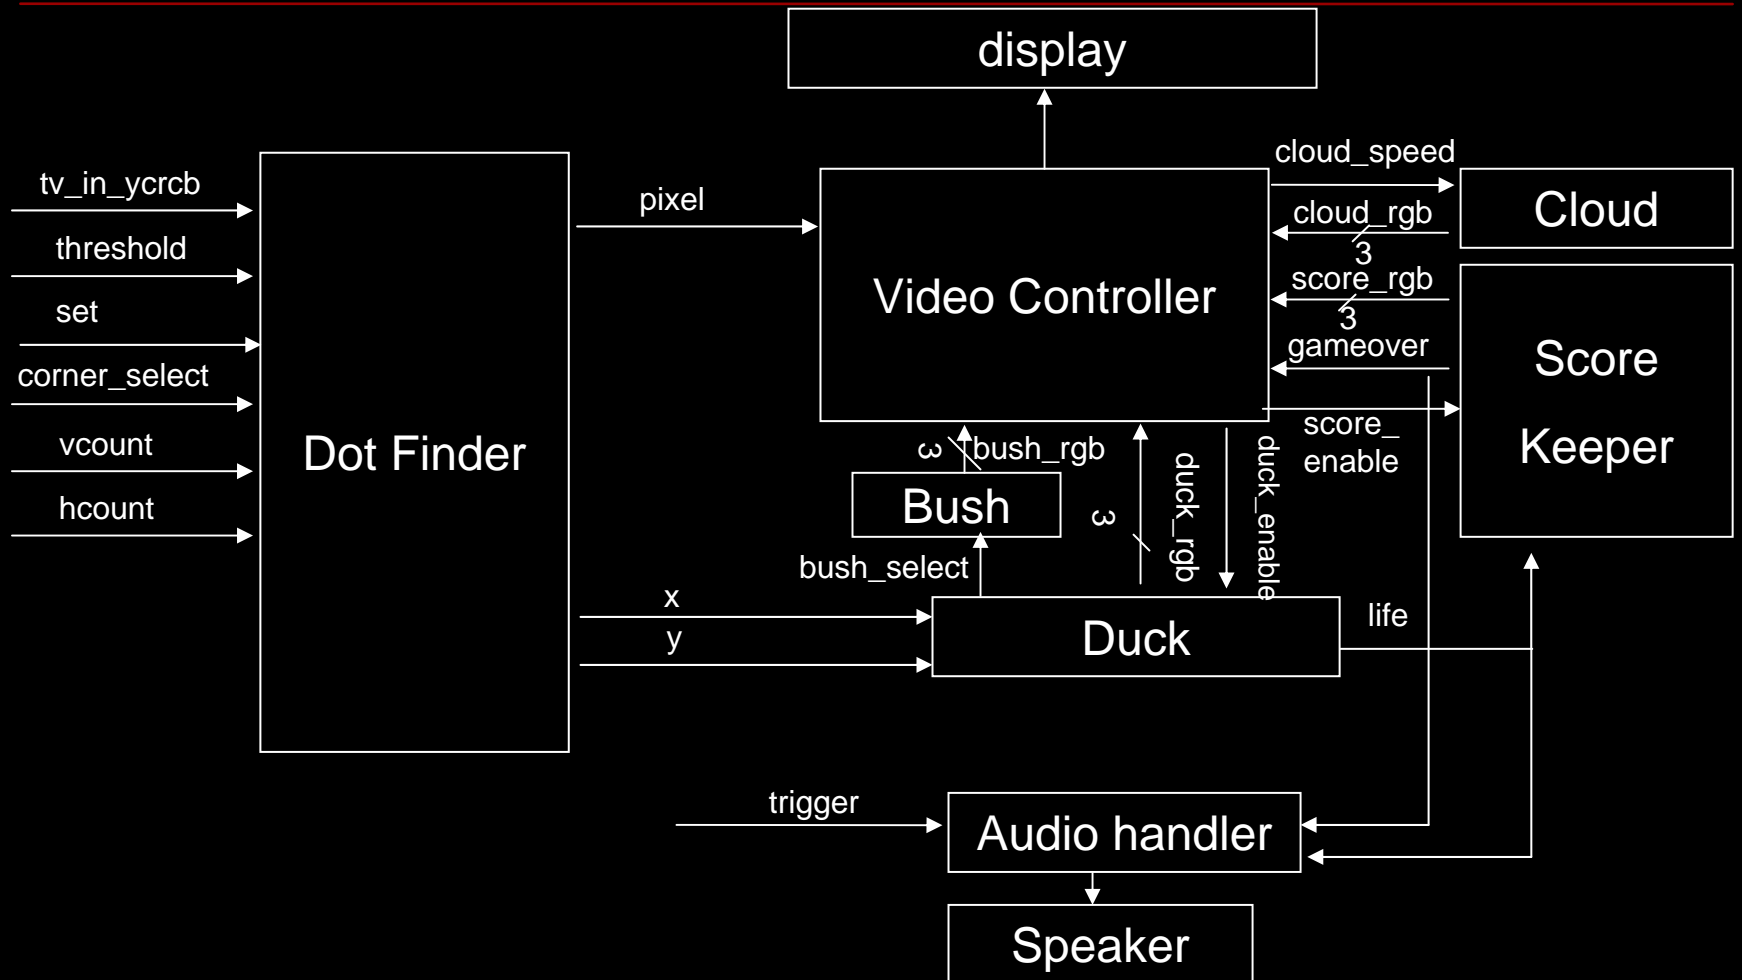 display
cloud_speed
tv_in_ycrcb
pixel
cloud_rgb
3
Cloud
threshold
score_rgb
3
set
Video Controller
gameover
Score
Keeper
corner_select
score_
enable
vcount
Dot Finder
3
bush_rgb
hcount
Bush
3
duck_rgb
duck_enable
bush_select
x
y
Duck
life
trigger
Audio handler
Speaker